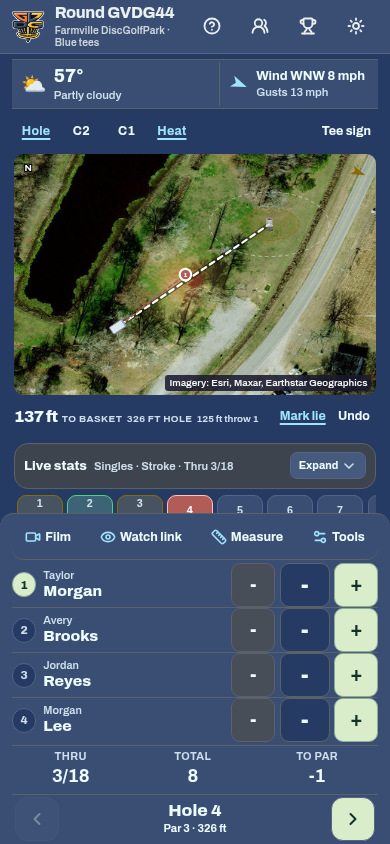 Round GVDG44
Farmville DiscGolfPark ·
Blue tees
57°
Partly cloudy
Wind WNW 8 mph
Gusts 13 mph
Hole C2 C1 Heat Tee sign
N
1
Imagery: Esri, Maxar, Earthstar Geographics
137 ft TO BASKET 326 FT HOLE 125 ft throw 1 Mark lie Undo
Live stats Singles · Stroke · Thru 3/18 Expand
1 2 3 4 5 6 7
Film Watch link Measure Tools
1 Taylor
Morgan - - +
2 Avery
Brooks - - +
3 Jordan
Reyes - - +
4 Morgan
Lee - - +
THRU TOTAL TO PAR
3/18 8 -1
Hole 4
Par 3 · 326 ft